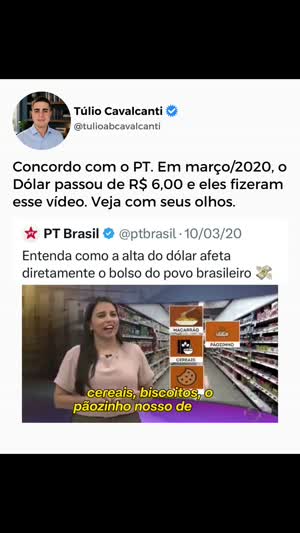 Túlio Cavalcanti
@tulioabcavalcanti
Concordo com o PT. Em março/2020, o
Dólar passou de R$ 6,00 e eles fizeram
esse vídeo. Veja com seus olhos.
PT Brasil @ptbrasil · 10/03/20
Entenda como a alta do dólar afeta
diretamente o bolso do povo brasileiro
MACARRÃO
CEREAIS
PÃOZINHO
cereais, biscoitos, o
pãozinho nosso de